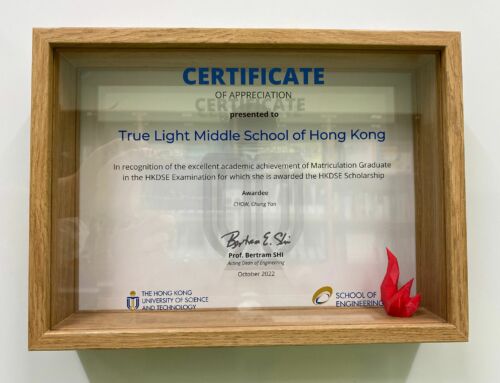 CERTIFICATE
OF APPRECIATION
presented to
True Light Middle School of Hong Kong
In recognition of the excellent academic achievement of Matriculation Graduate
in the HKDSE Examination for which she is awarded the HKDSE Scholarship
Awardee
CHOW, Chung Yan
Bertram E. Shi
Prof. Bertram SHI
Acting Dean of Engineering
October 2022
THE HONG KONG
UNIVERSITY OF SCIENCE
AND TECHNOLOGY
SCHOOL OF
ENGINEERING